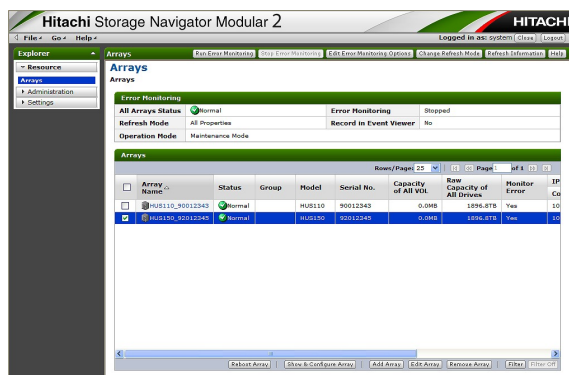 Hitachi Storage Navigator Modular 2
HITACHI
File Go Help
Logged in as: system Close Logout
Explorer
Arrays Run Error Monitoring Stop Error Monitoring Edit Error Monitoring Options Change Refresh Mode Refresh Information Help
Resource
Arrays
Administration
Settings
Arrays
Arrays
Error Monitoring
All Arrays Status Normal Error Monitoring Stopped
Refresh Mode All Properties Record in Event Viewer No
Operation Mode Maintenance Mode
Arrays
Rows/Page: 25 Page 1 of 1
Array Name Status Group Model Serial No. Capacity of All VOL Raw Capacity of All Drives Monitor Error IP Co
HUS110_90012343 Normal HUS110 90012343 0.0MB 1896.8TB Yes 10
HUS150_92012345 Normal HUS150 92012345 0.0MB 1896.8TB Yes 10
Reboot Array Show & Configure Array Add Array Edit Array Remove Array Filter Filter Off